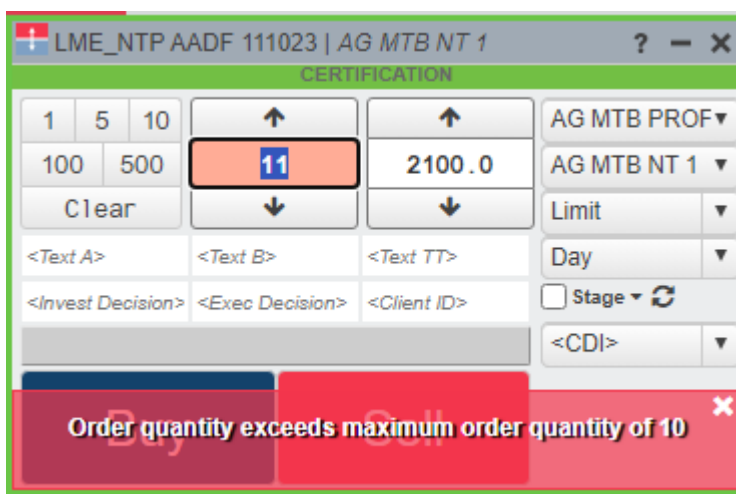 LME_NTP AADF 111023 | AG MTB NT 1 ? − ×
CERTIFICATION
1 5 10
100 500
Clear
11
2100.0
AG MTB PROF
AG MTB NT 1
Limit
Day
<Text A> <Text B> <Text TT>
<Invest Decision> <Exec Decision> <Client ID>
Stage
<CDI>
Buy Sell
Order quantity exceeds maximum order quantity of 10